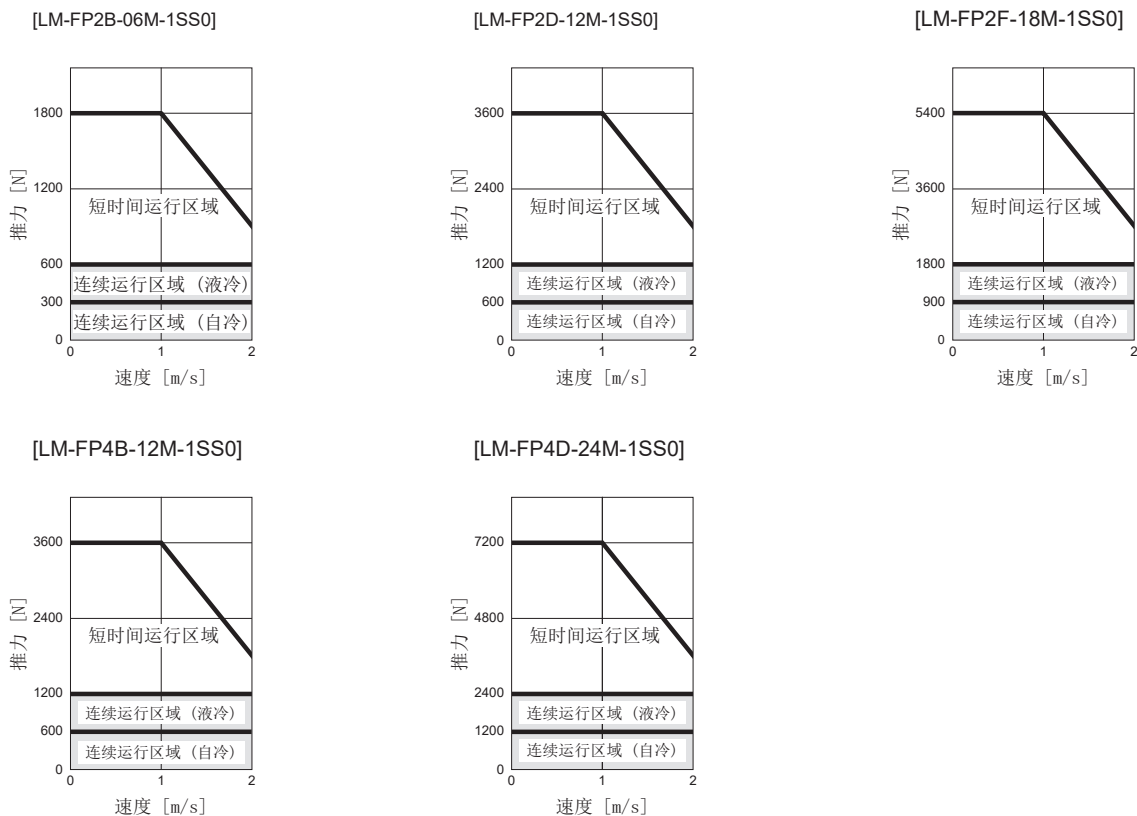 [LM-FP2B-06M-1SS0]
推力 [N]
1800
1200
600
300
0
短时间运行区域
连续运行区域 (液冷)
连续运行区域 (自冷)
0 1 2
速度 [m/s]
[LM-FP2D-12M-1SS0]
推力 [N]
3600
2400
1200
600
0
短时间运行区域
连续运行区域 (液冷)
连续运行区域 (自冷)
0 1 2
速度 [m/s]
[LM-FP2F-18M-1SS0]
推力 [N]
5400
3600
1800
900
0
短时间运行区域
连续运行区域 (液冷)
连续运行区域 (自冷)
0 1 2
速度 [m/s]
[LM-FP4B-12M-1SS0]
推力 [N]
3600
2400
1200
600
0
短时间运行区域
连续运行区域 (液冷)
连续运行区域 (自冷)
0 1 2
速度 [m/s]
[LM-FP4D-24M-1SS0]
推力 [N]
7200
4800
2400
1200
0
短时间运行区域
连续运行区域 (液冷)
连续运行区域 (自冷)
0 1 2
速度 [m/s]